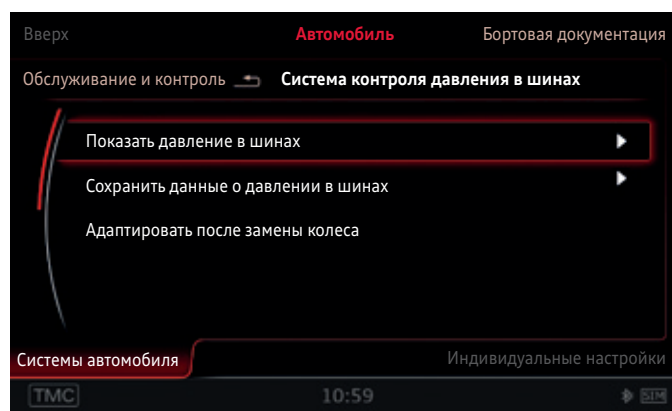 Вверх Автомобиль Бортовая документация
Обслуживание и контроль Система контроля давления в шинах
Показать давление в шинах
Сохранить данные о давлении в шинах
Адаптировать после замены колеса
Системы автомобиля Индивидуальные настройки
TMC 10:59 SIM